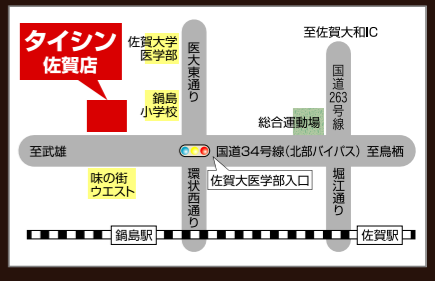 タイシン
佐賀店
佐賀大学
医学部
医大東通り
至佐賀大和IC
国道263号線
鍋島
小学校
総合運動場
至武雄
国道34号線(北部バイパス)
至鳥栖
味の街
ウエスト
環状西通り
佐賀大医学部入口
堀江通り
鍋島駅
佐賀駅